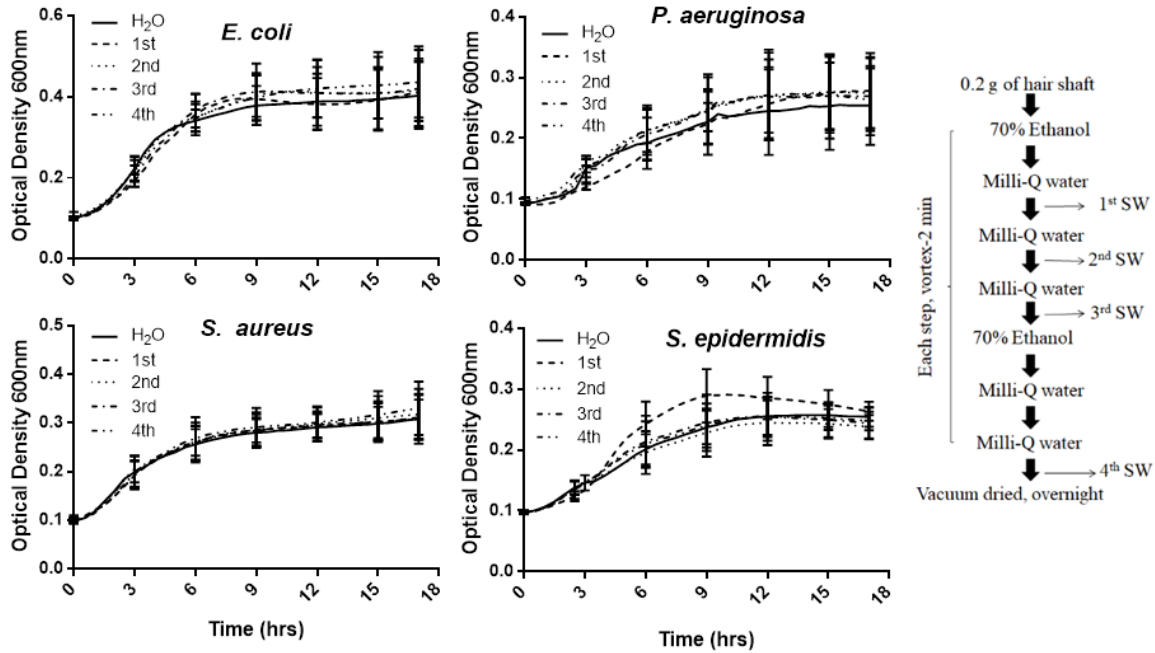 E. coli
H₂O
1st
2nd
3rd
4th
Optical Density 600nm
0.6
0.4
0.2
0.0
0 3 6 9 12 15 18
P. aeruginosa
H₂O
1st
2nd
3rd
4th
Optical Density 600nm
0.4
0.3
0.2
0.1
0.0
0 3 6 9 12 15 18
S. aureus
H₂O
1st
2nd
3rd
4th
Optical Density 600nm
0.5
0.4
0.3
0.2
0.1
0.0
0 3 6 9 12 15 18
Time (hrs)
S. epidermidis
H₂O
1st
2nd
3rd
4th
Optical Density 600nm
0.4
0.3
0.2
0.1
0.0
0 3 6 9 12 15 18
Time (hrs)
0.2 g of hair shaft
70% Ethanol
Milli-Q water
1st SW
Milli-Q water
2nd SW
Milli-Q water
3rd SW
70% Ethanol
Milli-Q water
Milli-Q water
4th SW
Vacuum dried, overnight
Each step, vortex-2 min